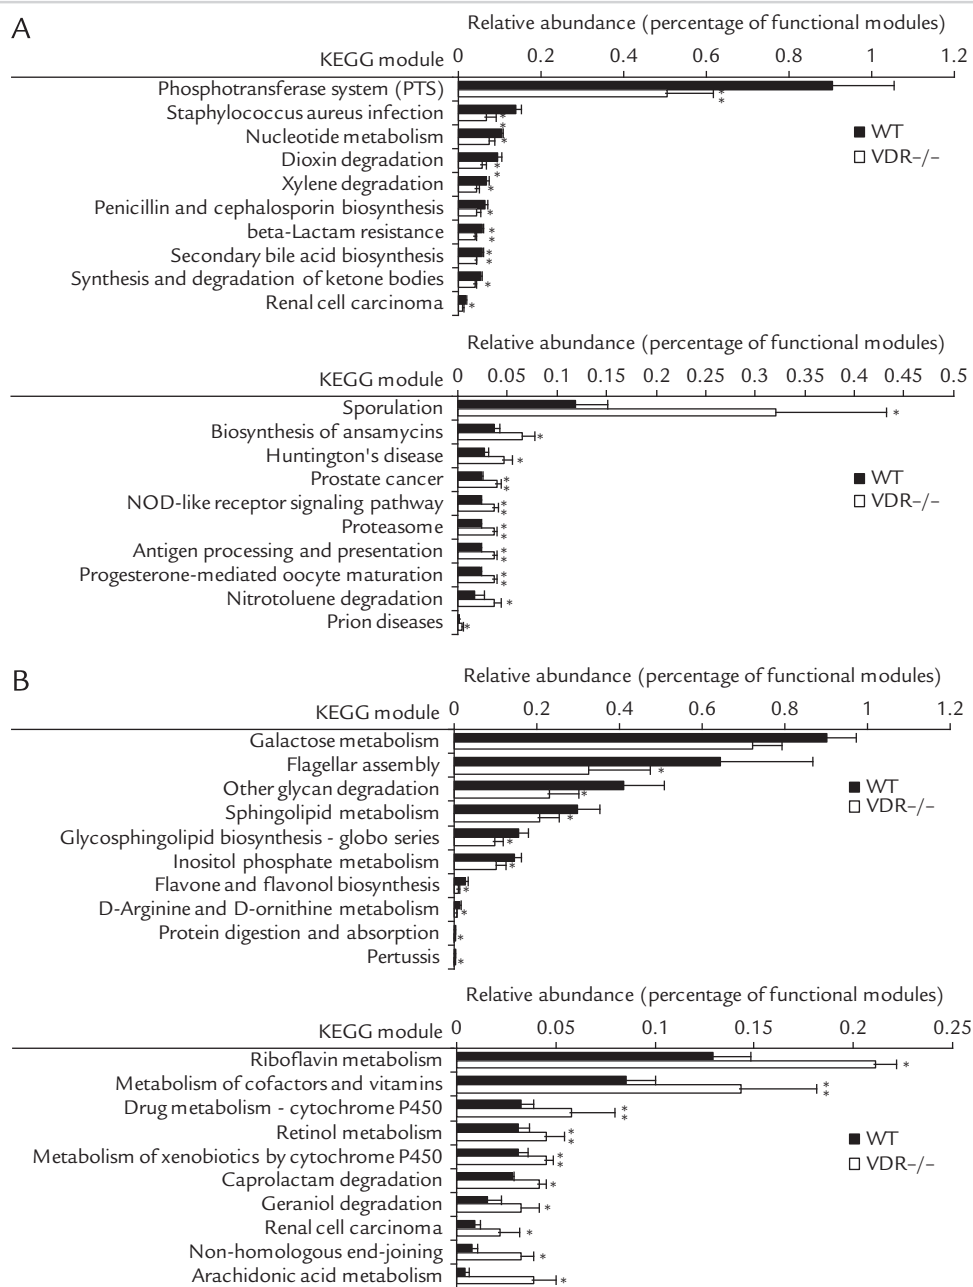 A
Relative abundance (percentage of functional modules)
KEGG module 0 0.2 0.4 0.6 0.8 1 1.2
Phosphotransferase system (PTS) * *
Staphylococcus aureus infection * *
Nucleotide metabolism *
Dioxin degradation * *
Xylene degradation *
Penicillin and cephalosporin biosynthesis *
beta-Lactam resistance * *
Secondary bile acid biosynthesis * *
Synthesis and degradation of ketone bodies *
Renal cell carcinoma *
WT
VDR-/-
Relative abundance (percentage of functional modules)
KEGG module 0 0.05 0.1 0.15 0.2 0.25 0.3 0.35 0.4 0.45 0.5
Sporulation *
Biosynthesis of ansamycins *
Huntington's disease *
Prostate cancer * *
NOD-like receptor signaling pathway * *
Proteasome * *
Antigen processing and presentation * *
Progesterone-mediated oocyte maturation * *
Nitrotoluene degradation *
Prion diseases *
WT
VDR-/-
B
Relative abundance (percentage of functional modules)
KEGG module 0 0.2 0.4 0.6 0.8 1 1.2
Galactose metabolism
Flagellar assembly *
Other glycan degradation *
Sphingolipid metabolism *
Glycosphingolipid biosynthesis - globo series *
Inositol phosphate metabolism *
Flavone and flavonol biosynthesis *
D-Arginine and D-ornithine metabolism *
Protein digestion and absorption *
Pertussis *
WT
VDR-/-
Relative abundance (percentage of functional modules)
KEGG module 0 0.05 0.1 0.15 0.2 0.25
Riboflavin metabolism *
Metabolism of cofactors and vitamins * *
Drug metabolism - cytochrome P450 * *
Retinol metabolism * *
Metabolism of xenobiotics by cytochrome P450 * *
Caprolactam degradation *
Geraniol degradation *
Renal cell carcinoma *
Non-homologous end-joining *
Arachidonic acid metabolism *
WT
VDR-/-